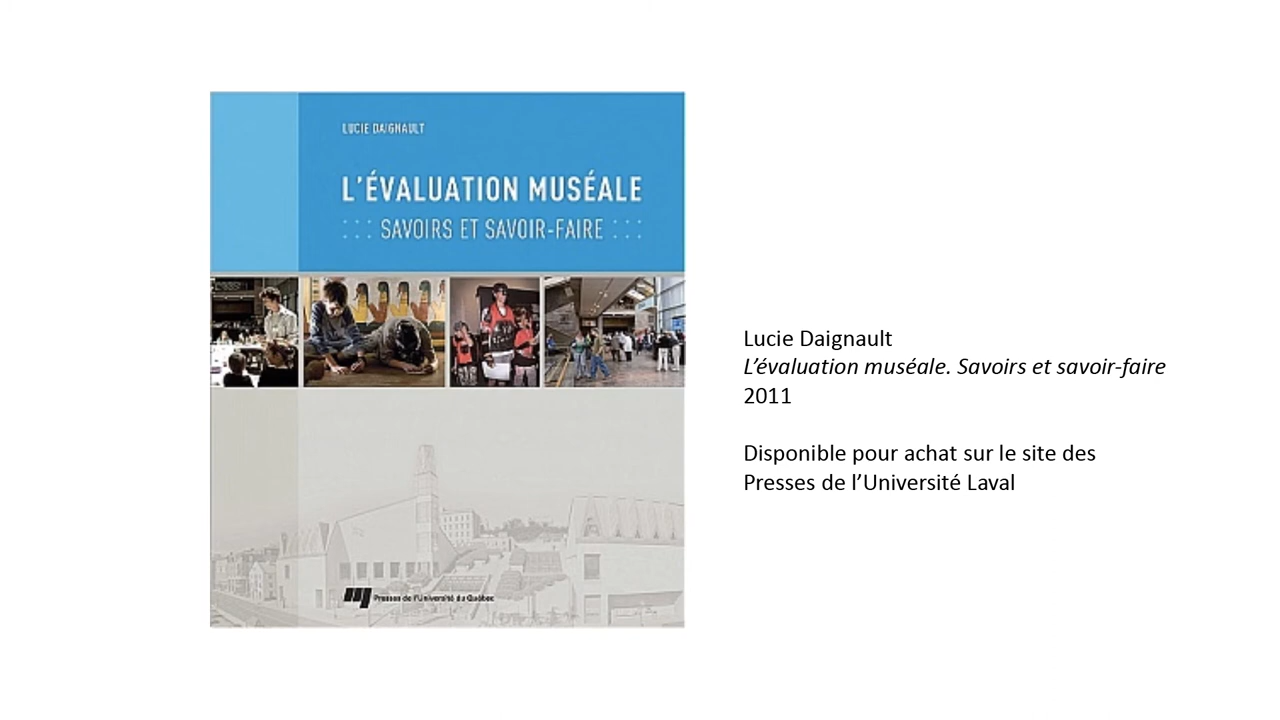 LUCIE DAIGNAULT
L'ÉVALUATION MUSÉALE
SAVOIRS ET SAVOIR-FAIRE
Presses de l'Université du Québec
Lucie Daignault
L'évaluation muséale. Savoirs et savoir-faire
2011
Disponible pour achat sur le site des
Presses de l'Université Laval